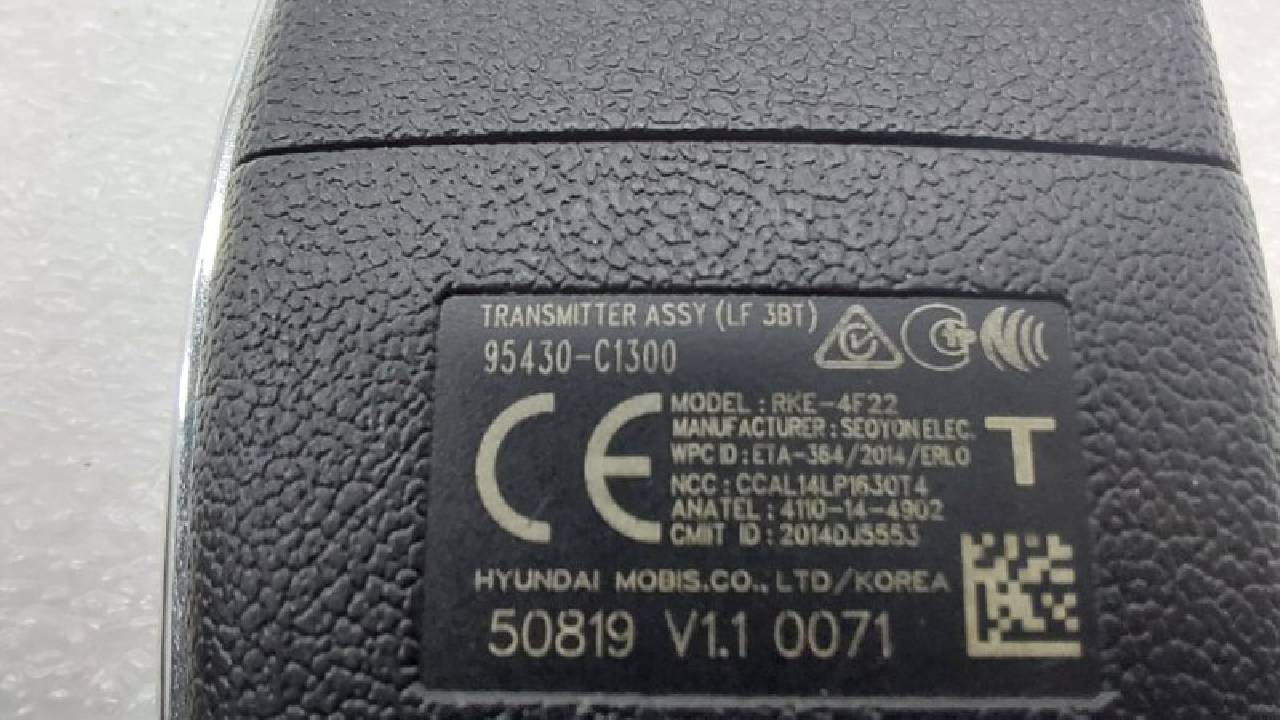 TRANSMITTER ASSY (LF 3BT)
95430-C1300
CE
MODEL : RKE-4F22
MANUFACTURER : SEOYON ELEC.
WPC ID : ETA-364/2014/ERLO
NCC : CCAL14LP1630T4
ANATEL : 4110-14-4902
CMIIT ID : 2014DJ5553
T
HYUNDAI MOBIS.CO., LTD/KOREA
50819 V1.1 0071